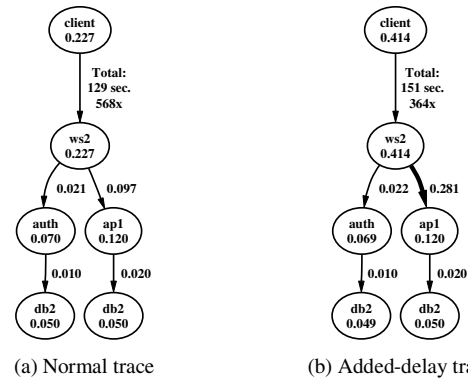 client
0.227
Total:
129 sec.
568x
ws2
0.227
0.021
0.097
auth
0.070
ap1
0.120
0.010
0.020
db2
0.050
db2
0.050
(a) Normal trace
client
0.414
Total:
151 sec.
364x
ws2
0.414
0.022
0.281
auth
0.069
ap1
0.120
0.010
0.020
db2
0.049
db2
0.050
(b) Added-delay tra